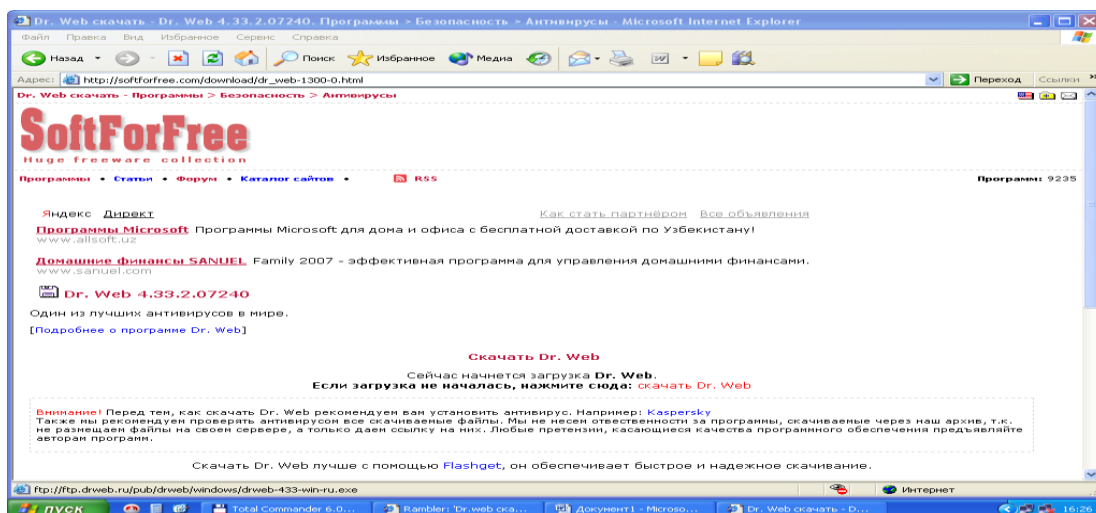 Dr. Web скачать - Dr. Web 4.33.2.07240. Программы > Безопасность > Антивирусы - Microsoft Internet Explorer
Файл Правка Вид Избранное Сервис Справка
Назад Поиск Избранное Медиа
Адрес: http://softforfree.com/download/dr_web-1300-0.html Переход Ссылки »
Dr. Web скачать - Программы > Безопасность > Антивирусы
SoftForFree
Huge freeware collection
Программы • Статьи • Форум • Каталог сайтов • RSS Программ: 9235
Яндекс Директ Как стать партнёром Все объявления
Программы Microsoft Программы Microsoft для дома и офиса с бесплатной доставкой по Узбекистану!
www.allsoft.uz
Домашние финансы SANUEL Family 2007 - эффективная программа для управления домашними финансами.
www.sanuel.com
Dr. Web 4.33.2.07240
Один из лучших антивирусов в мире.
[Подробнее о программе Dr. Web]
Скачать Dr. Web
Сейчас начнется загрузка Dr. Web.
Если загрузка не началась, нажмите сюда: скачать Dr. Web
Внимание! Перед тем, как скачать Dr. Web рекомендуем вам установить антивирус. Например: Kaspersky
Также мы рекомендуем проверять антивирусом все скачиваемые файлы. Мы не несем отвественности за программы, скачиваемые через наш архив, т.к.
не размещаем файлы на своем сервере, а только даем ссылку на них. Любые претензии, касающиеся качества программного обеспечения предъявляйте
авторам программ.
Скачать Dr. Web лучше с помощью Flashget, он обеспечивает быстрое и надежное скачивание.
ftp://ftp.drweb.ru/pub/drweb/windows/drweb-433-win-ru.exe Интернет
пуск Total Commander 6.0... Rambler: 'Dr.web ска... Документ1 - Microso... Dr. Web скачать - D... 16:26